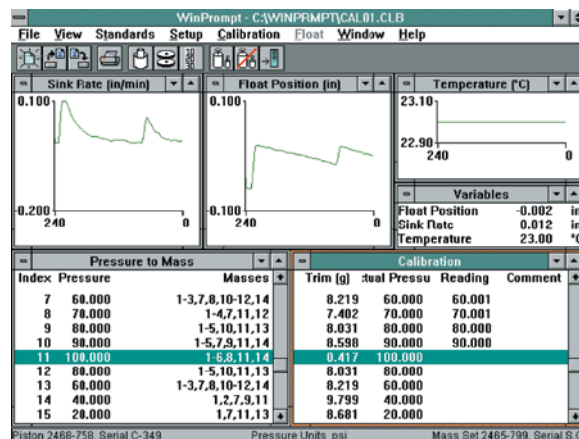 WinPrompt - C:\WINPRMPT\CAL01.CLB
File View Standards Setup Calibration Float Window Help
Sink Rate (in/min)
0.100
-0.200
240 0
Float Position (in)
0.100
-0.100
240 0
Temperature (°C)
23.10
22.90
240 0
Variables
Float Position -0.002 in
Sink Rate 0.012 in
Temperature 23.00 °C
Pressure to Mass
Index Pressure Masses
7 60.000 1-3,7,8,10-12,14
8 70.000 1-4,7,11,12
9 80.000 1-5,10,11,13
10 90.000 1-5,7,9,11,14
11 100.000 1-6,8,11,14
12 80.000 1-5,10,11,13
13 60.000 1-3,7,8,10-12,14
14 40.000 1,2,7,9,11
15 20.000 1,7,11,13
Calibration
Trim (g) :tual Pressu Reading Comment
8.219 60.000 60.001
7.402 70.000 70.001
8.031 80.000 80.000
8.598 90.000 90.000
0.417 100.000
8.031 80.000
8.219 60.000
9.799 40.000
8.681 20.000
Piston 2468-758, Serial C-349 Pressure Units, psi Mass Set 2465-799, Serial S